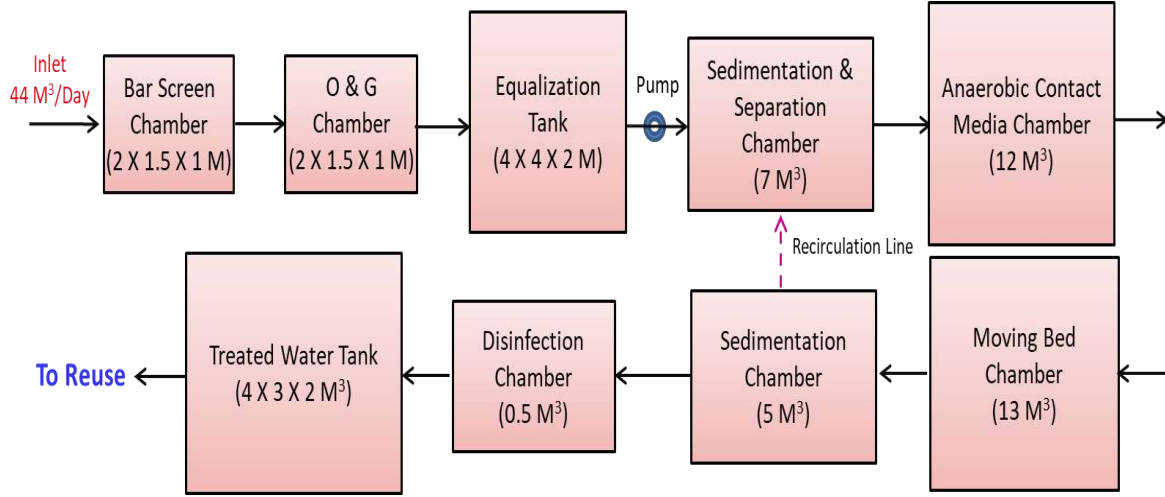 Inlet
44 M³/Day
Bar Screen
Chamber
(2 X 1.5 X 1 M)
O & G
Chamber
(2 X 1.5 X 1 M)
Equalization
Tank
(4 X 4 X 2 M)
Pump
Sedimentation &
Separation
Chamber
(7 M³)
Anaerobic Contact
Media Chamber
(12 M³)
Recirculation Line
Moving Bed
Chamber
(13 M³)
Sedimentation
Chamber
(5 M³)
Disinfection
Chamber
(0.5 M³)
Treated Water Tank
(4 X 3 X 2 M³)
To Reuse